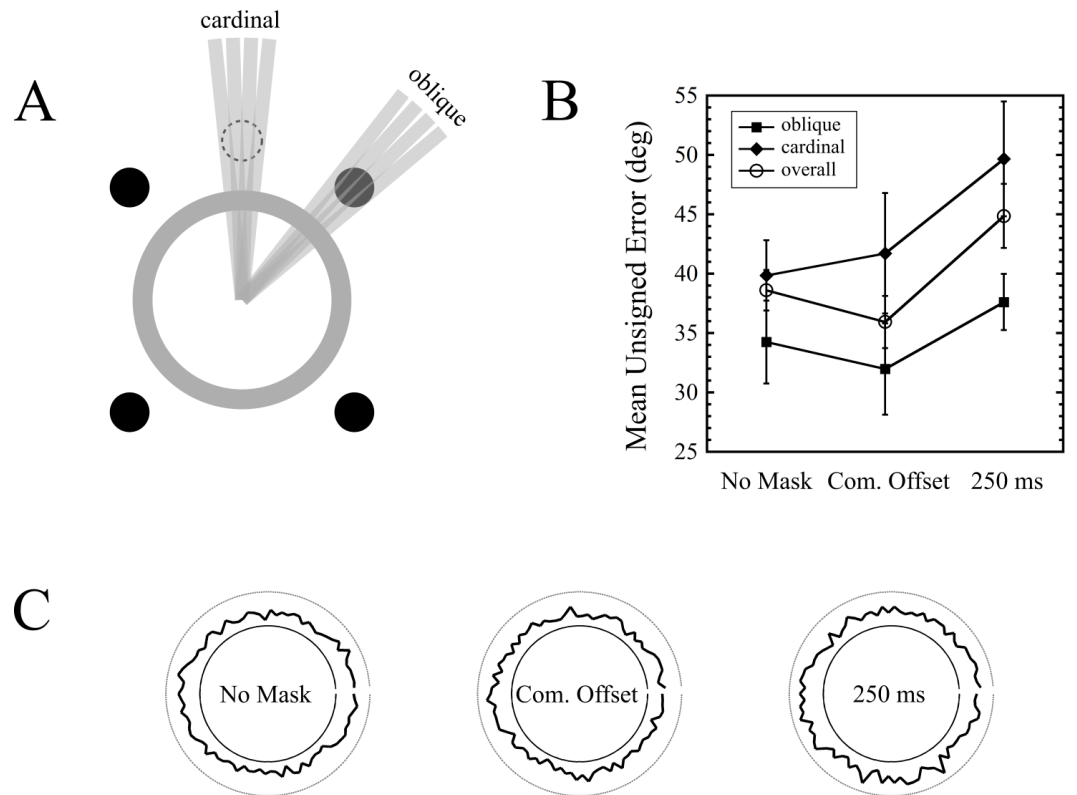 A
cardinal
oblique
B
Mean Unsigned Error (deg)
55
50
45
40
35
30
25
oblique
cardinal
overall
No Mask Com. Offset 250 ms
C
No Mask
Com. Offset
250 ms